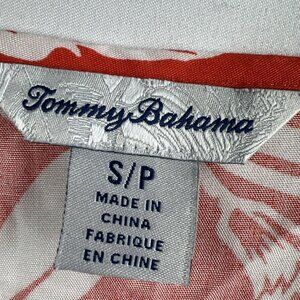 Tommy Bahama
S/P
MADE IN
CHINA
FABRIQUE
EN CHINE